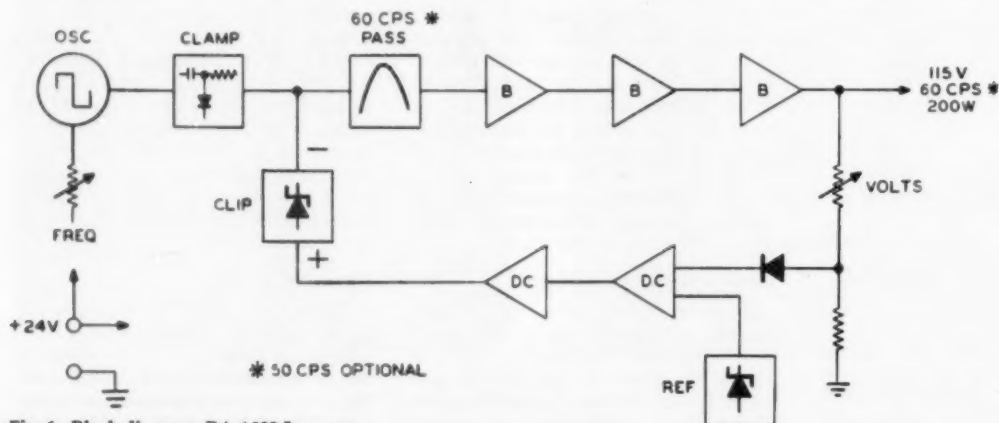 60 CPS *
PASS
OSC
CLAMP
B
B
B
115 V
60 CPS *
200W
−
CLIP
+
VOLTS
FREQ
DC
DC
+24V
* 50 CPS OPTIONAL
REF